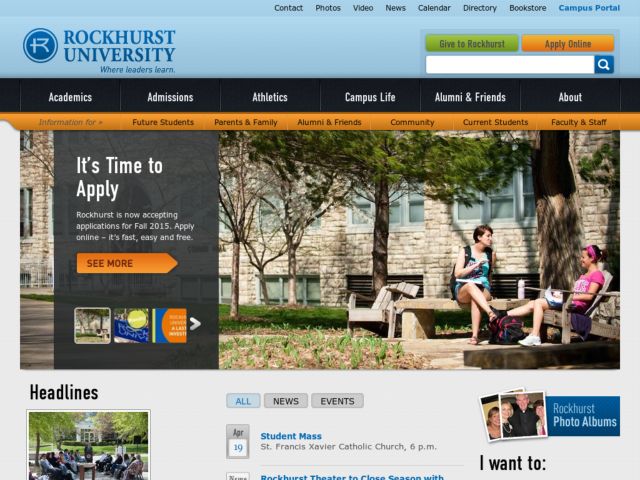 Contact Photos Video News Calendar Directory Bookstore Campus Portal
ROCKHURST
UNIVERSITY
Where leaders learn.
Give to Rockhurst Apply Online
Academics Admissions Athletics Campus Life Alumni & Friends About
Information for > Future Students Parents & Family Alumni & Friends Community Current Students Faculty & Staff
It's Time to
Apply
Rockhurst is now accepting
applications for Fall 2015. Apply
online – it's fast, easy and free.
SEE MORE
Headlines
ALL NEWS EVENTS
Apr
19
Student Mass
St. Francis Xavier Catholic Church, 6 p.m.
News
Rockhurst Theater to Close Season with
Rockhurst
Photo Albums
I want to: